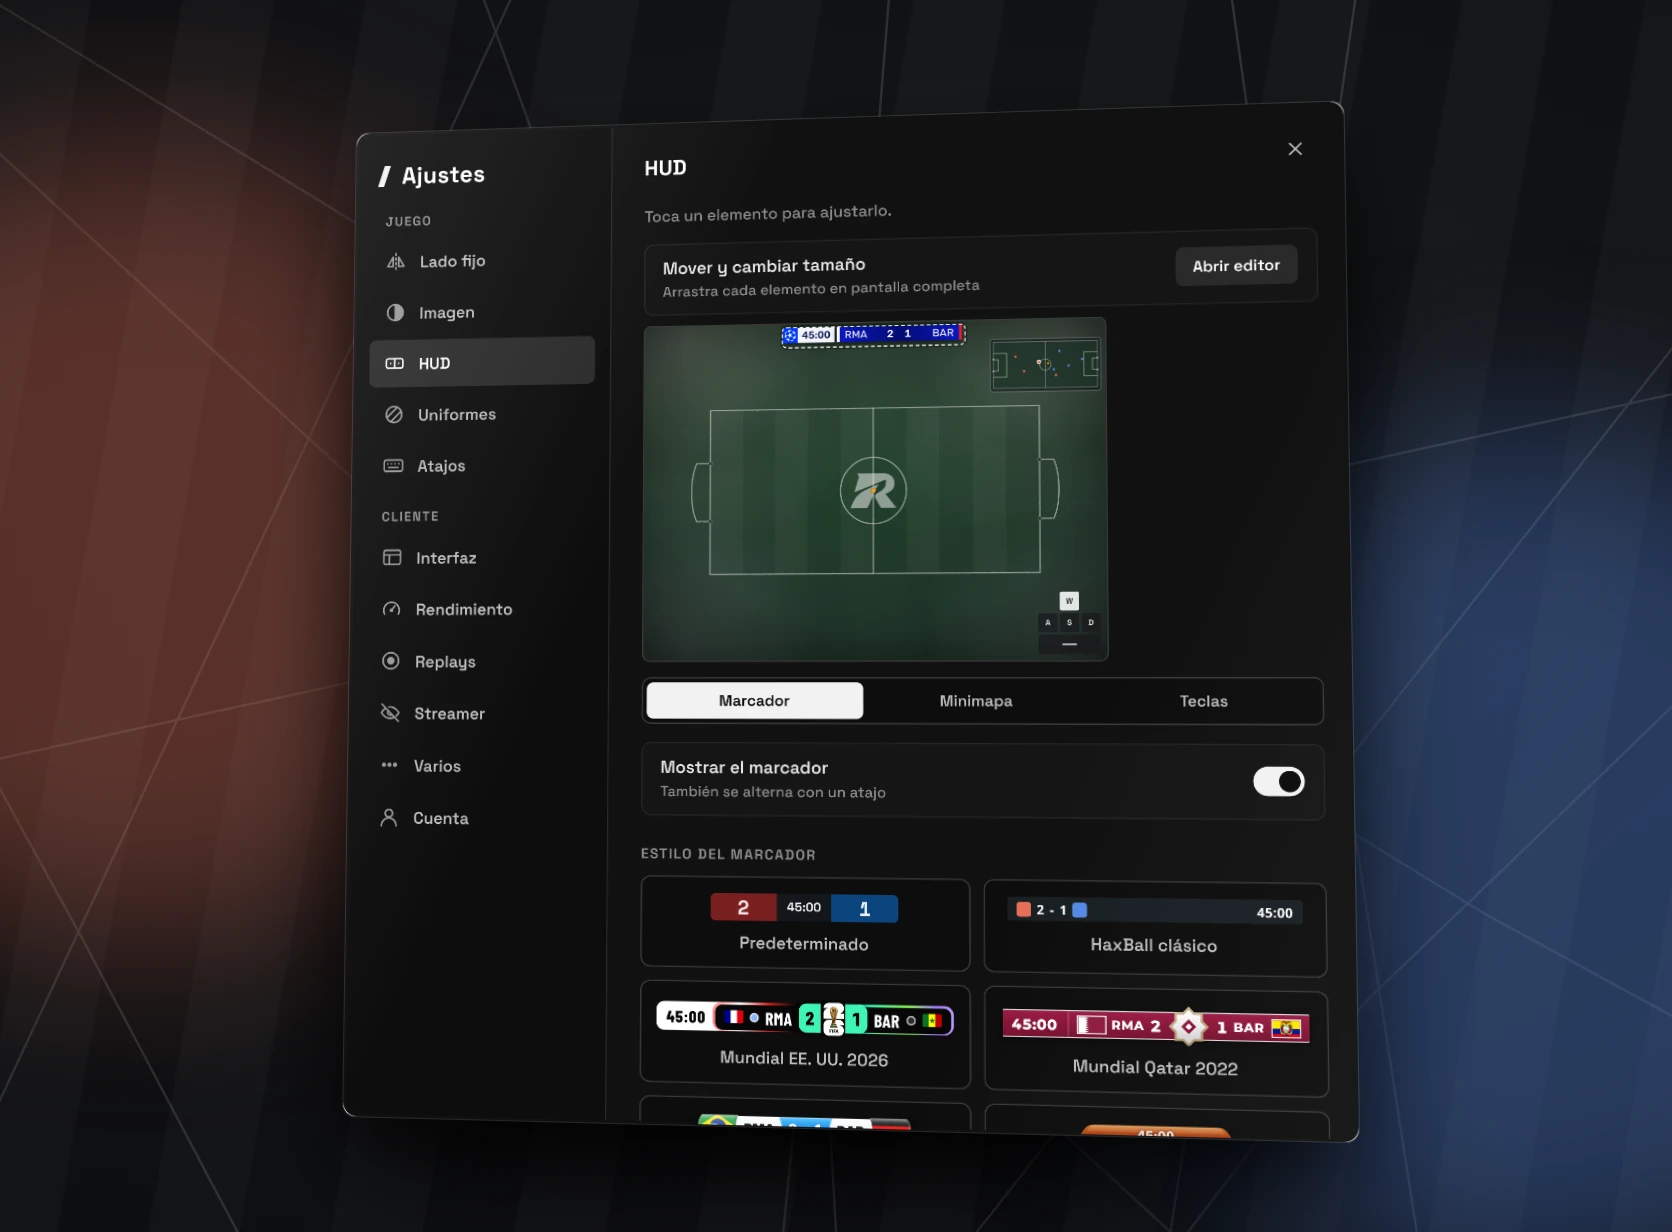 Ajustes
JUEGO
Lado fijo
Imagen
HUD
Uniformes
Atajos
CLIENTE
Interfaz
Rendimiento
Replays
Streamer
Varios
Cuenta
HUD
Toca un elemento para ajustarlo.
Mover y cambiar tamaño
Arrastra cada elemento en pantalla completa
Abrir editor
45:00 RMA 2 1 BAR
R
W
A S D
Marcador Minimapa Teclas
Mostrar el marcador
También se alterna con un atajo
ESTILO DEL MARCADOR
2 45:00 1
Predeterminado
2 - 1 45:00
HaxBall clásico
45:00 RMA 2 FIFA 1 BAR
Mundial EE. UU. 2026
45:00 RMA 2 1 BAR
Mundial Qatar 2022
45:00